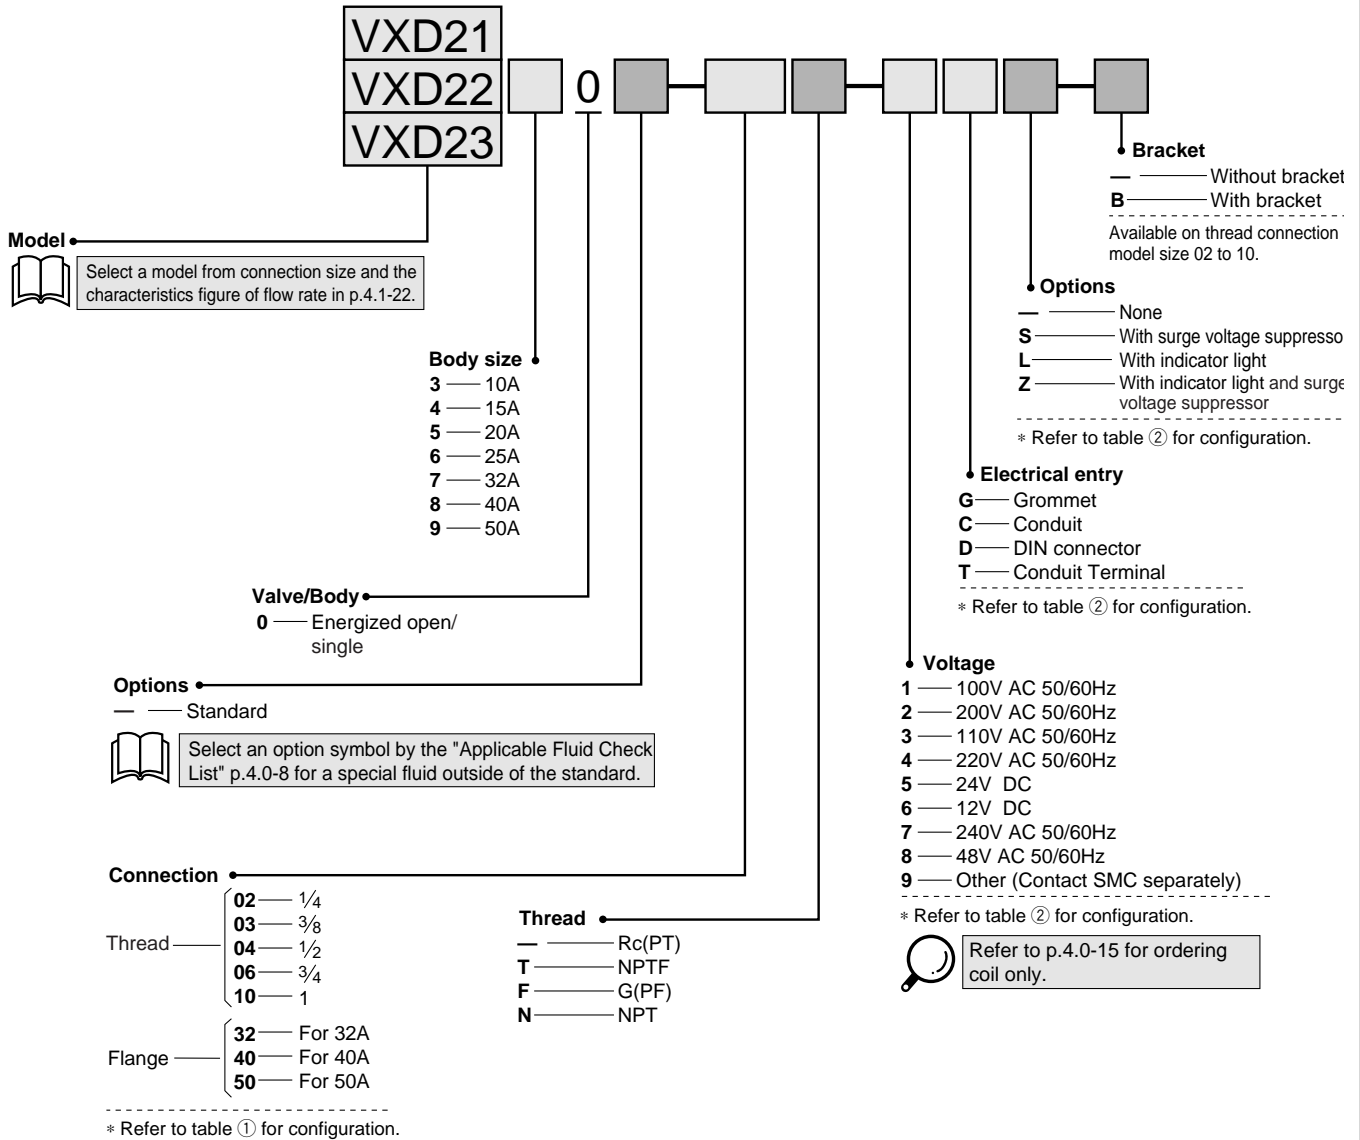 VXD21
VXD22 0
VXD23
Bracket
— Without bracket
B With bracket
Available on thread connection
model size 02 to 10.
Model
Select a model from connection size and the
characteristics figure of flow rate in p.4.1-22.
Options
— None
S With surge voltage suppresso
L With indicator light
Z With indicator light and surge
voltage suppressor
* Refer to table ② for configuration.
Body size
3 10A
4 15A
5 20A
6 25A
7 32A
8 40A
9 50A
Electrical entry
G Grommet
C Conduit
D DIN connector
T Conduit Terminal
* Refer to table ② for configuration.
Valve/Body
0 Energized open/
single
Options
— Standard
Select an option symbol by the "Applicable Fluid Check
List" p.4.0-8 for a special fluid outside of the standard.
Voltage
1 100V AC 50/60Hz
2 200V AC 50/60Hz
3 110V AC 50/60Hz
4 220V AC 50/60Hz
5 24V DC
6 12V DC
7 240V AC 50/60Hz
8 48V AC 50/60Hz
9 Other (Contact SMC separately)
* Refer to table ② for configuration.
Refer to p.4.0-15 for ordering
coil only.
Connection
Thread
02 1/4
03 3/8
04 1/2
06 3/4
10 1
Flange
32 For 32A
40 For 40A
50 For 50A
* Refer to table ① for configuration.
Thread
— Rc(PT)
T NPTF
F G(PF)
N NPT